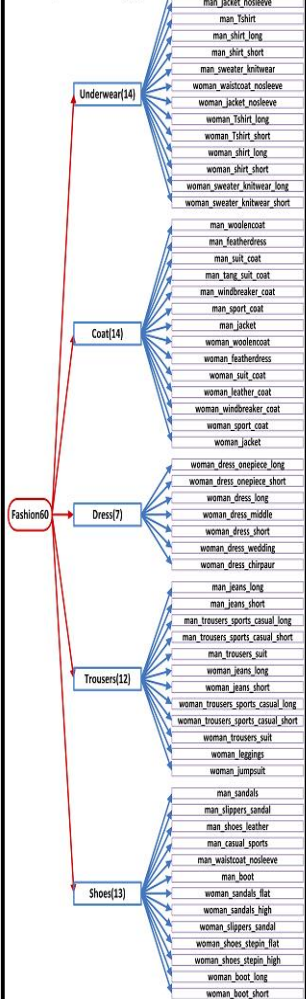 man_jacket_nosleeve
man_Tshirt
man_shirt_long
man_shirt_short
man_sweater_knitwear
woman_waistcoat_nosleeve
woman_jacket_nosleeve
woman_Tshirt_long
woman_Tshirt_short
woman_shirt_long
woman_shirt_short
woman_sweater_knitwear_long
woman_sweater_knitwear_short
Underwear(14)
man_woolencoat
man_featherdress
man_suit_coat
man_tang_suit_coat
man_windbreaker_coat
man_sport_coat
man_jacket
woman_woolencoat
woman_featherdress
woman_suit_coat
woman_leather_coat
woman_windbreaker_coat
woman_sport_coat
woman_jacket
Coat(14)
woman_dress_onepiece_long
woman_dress_onepiece_short
woman_dress_long
woman_dress_middle
woman_dress_short
woman_dress_wedding
woman_dress_chirpaur
Fashion60
Dress(7)
man_jeans_long
man_jeans_short
man_trousers_sports_casual_long
man_trousers_sports_casual_short
man_trousers_suit
woman_jeans_long
woman_jeans_short
woman_trousers_sports_casual_long
woman_trousers_sports_casual_short
woman_trousers_suit
woman_leggings
woman_jumpsuit
Trousers(12)
man_sandals
man_slippers_sandal
man_shoes_leather
man_casual_sports
man_waistcoat_nosleeve
man_boot
woman_sandals_flat
woman_sandals_high
woman_slippers_sandal
woman_shoes_stepin_flat
woman_shoes_stepin_high
woman_boot_long
woman_boot_short
Shoes(13)